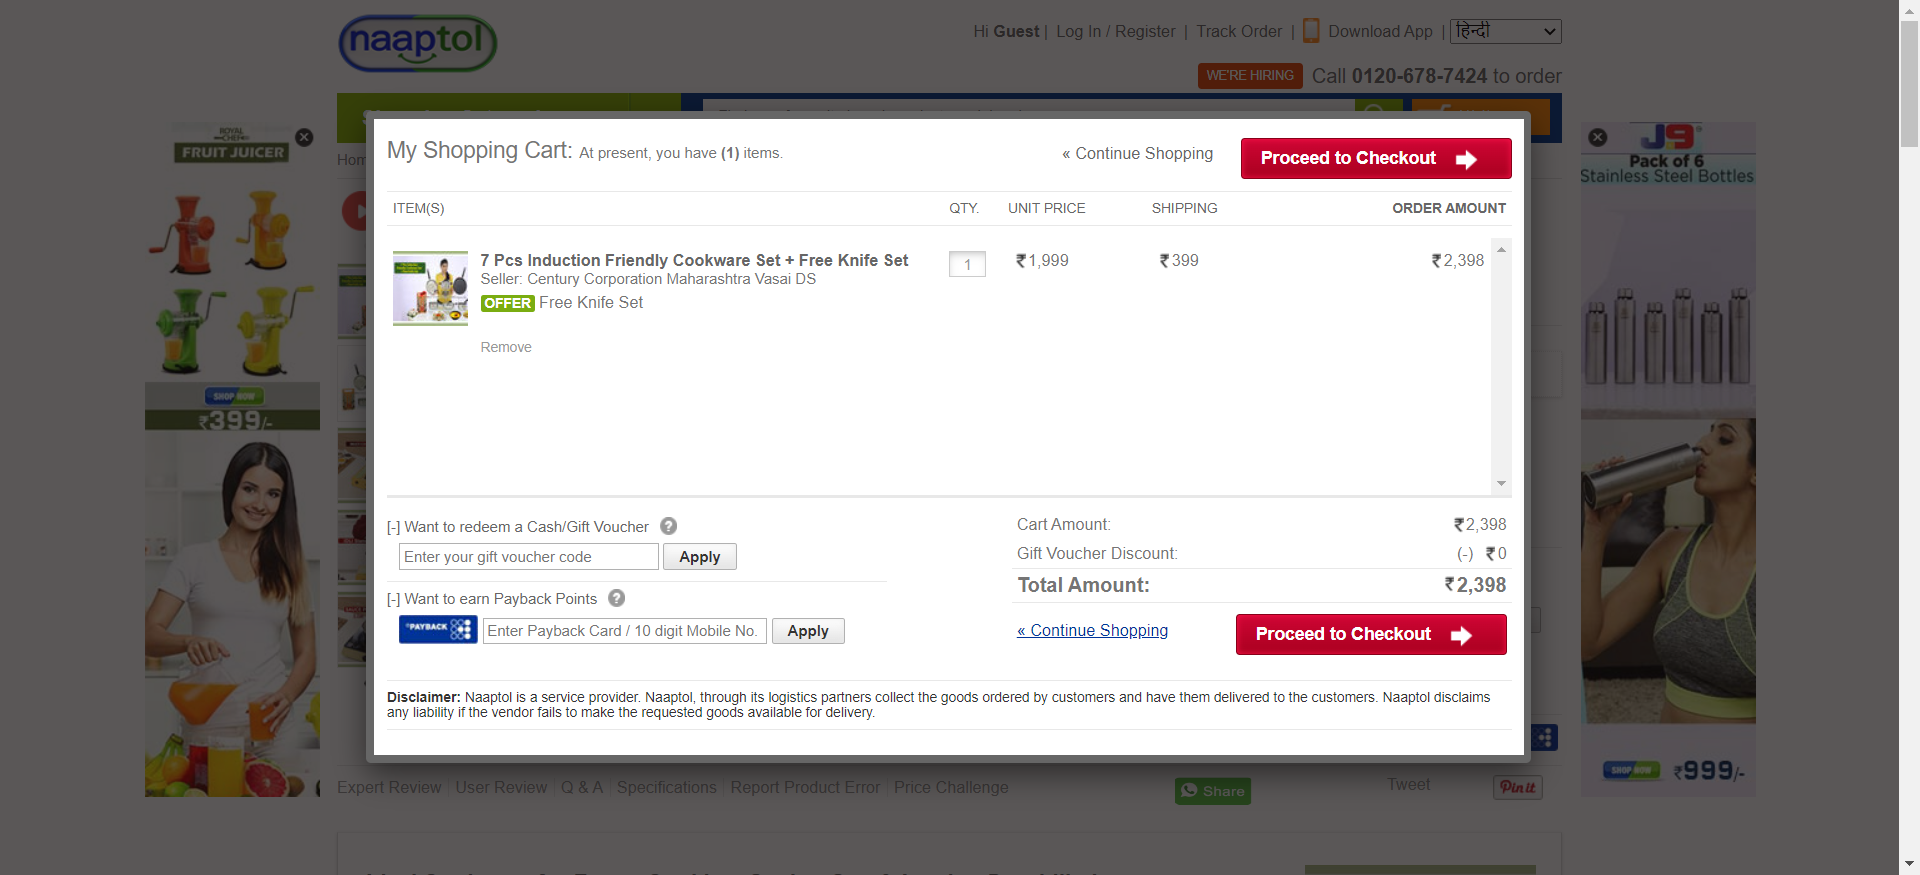 naaptol
Hi Guest | Log In / Register | Track Order | Download App | हिन्दी
WE'RE HIRING Call 0120-678-7424 to order
ROYAL CHEF
FRUIT JUICER
SHOP NOW
₹399/-
J9
Pack of 6
Stainless Steel Bottles
SHOP NOW ₹999/-
My Shopping Cart: At present, you have (1) items.
« Continue Shopping
Proceed to Checkout
ITEM(S) QTY. UNIT PRICE SHIPPING ORDER AMOUNT
7 Pcs Induction Friendly Cookware Set + Free Knife Set 1 ₹1,999 ₹399 ₹2,398
Seller: Century Corporation Maharashtra Vasai DS
OFFER Free Knife Set
Remove
[-] Want to redeem a Cash/Gift Voucher ?
Enter your gift voucher code Apply
[-] Want to earn Payback Points ?
PAYBACK Enter Payback Card / 10 digit Mobile No. Apply
Cart Amount: ₹2,398
Gift Voucher Discount: (-) ₹0
Total Amount: ₹2,398
« Continue Shopping Proceed to Checkout
Disclaimer: Naaptol is a service provider. Naaptol, through its logistics partners collect the goods ordered by customers and have them delivered to the customers. Naaptol disclaims
any liability if the vendor fails to make the requested goods available for delivery.
Expert Review User Review Q & A Specifications Report Product Error Price Challenge
Share Tweet Pin it